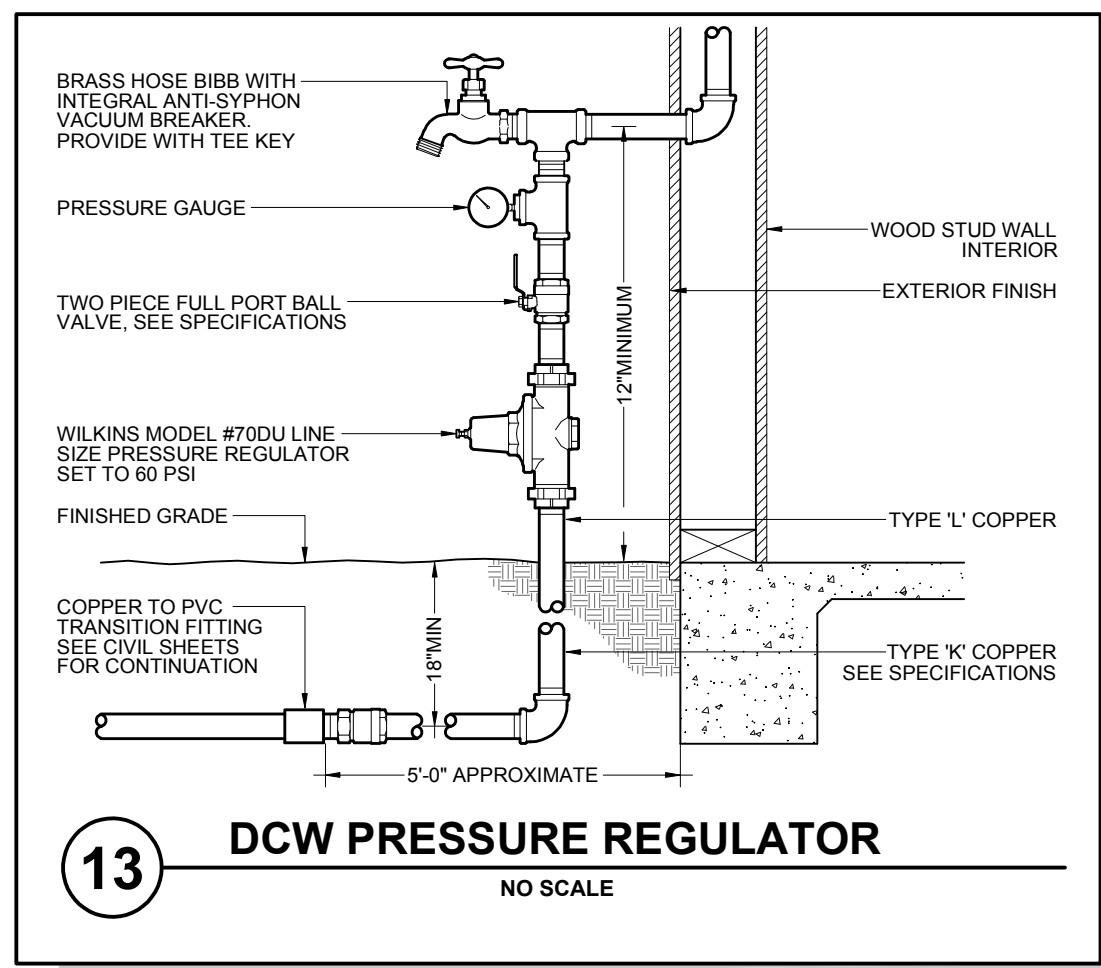 BRASS HOSE BIBB WITH
INTEGRAL ANTI-SYPHON
VACUUM BREAKER.
PROVIDE WITH TEE KEY
PRESSURE GAUGE
WOOD STUD WALL
INTERIOR
TWO PIECE FULL PORT BALL
VALVE, SEE SPECIFICATIONS
EXTERIOR FINISH
12"MINIMUM
WILKINS MODEL #70DU LINE
SIZE PRESSURE REGULATOR
SET TO 60 PSI
FINISHED GRADE
TYPE 'L' COPPER
COPPER TO PVC
TRANSITION FITTING
SEE CIVIL SHEETS
FOR CONTINUATION
18"MIN
TYPE 'K' COPPER
SEE SPECIFICATIONS
5'-0" APPROXIMATE
13
DCW PRESSURE REGULATOR
NO SCALE